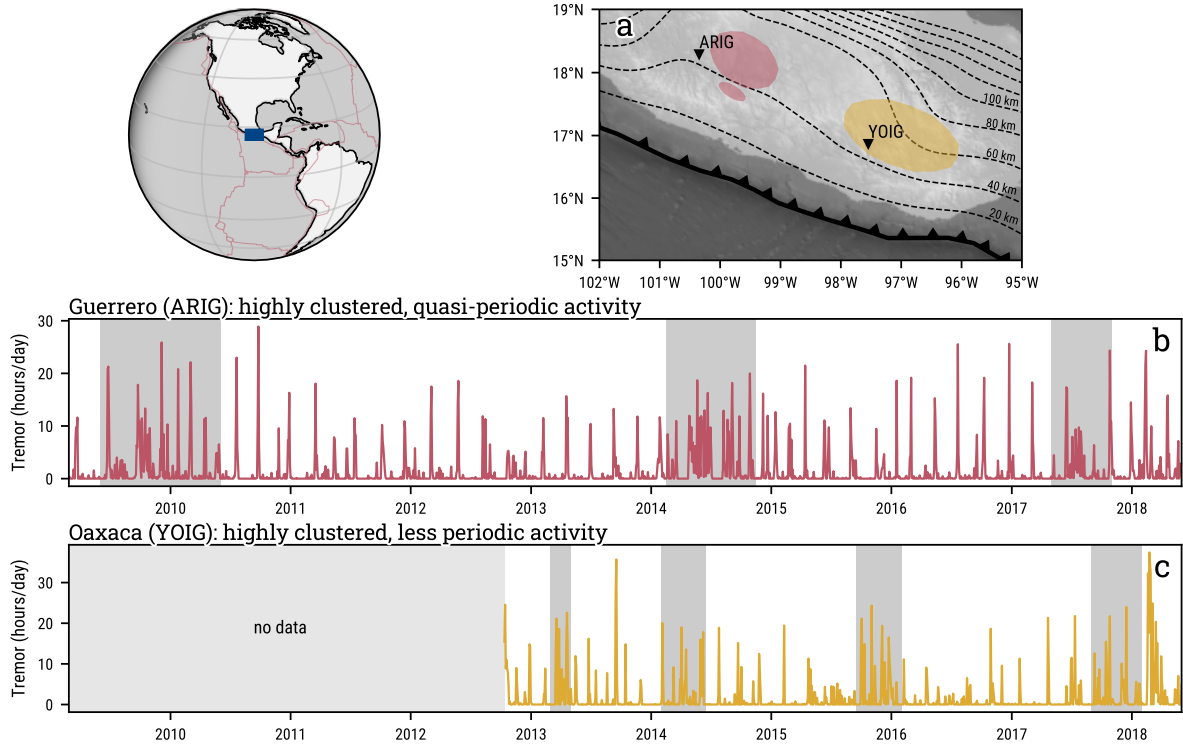 a
19°N
18°N
17°N
16°N
15°N
ARIG
YOIG
100 km
80 km
60 km
40 km
20 km
102°W 101°W 100°W 99°W 98°W 97°W 96°W 95°W
Guerrero (ARIG): highly clustered, quasi-periodic activity
b
Tremor (hours/day)
30
20
10
0
2010 2011 2012 2013 2014 2015 2016 2017 2018
Oaxaca (YOIG): highly clustered, less periodic activity
c
Tremor (hours/day)
30
20
10
0
no data
2010 2011 2012 2013 2014 2015 2016 2017 2018